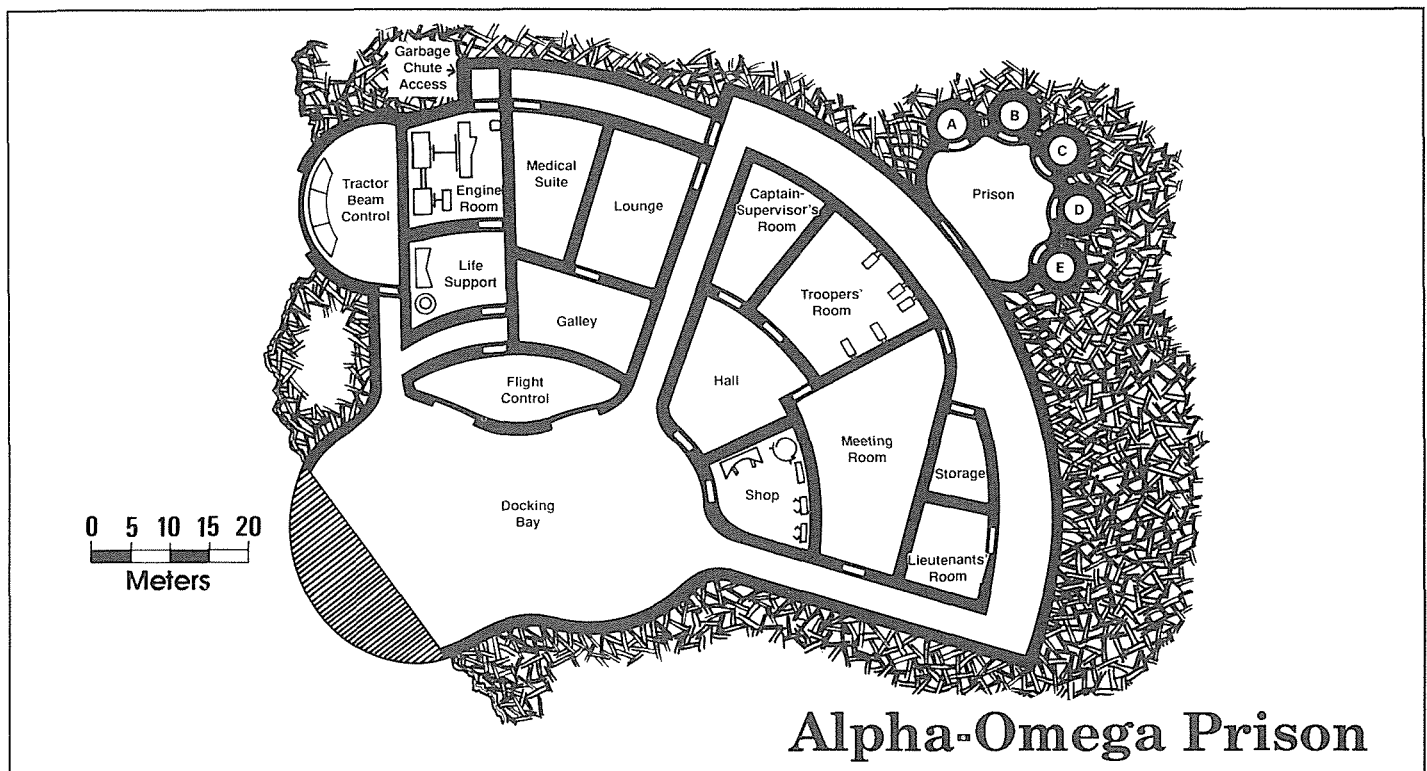 Garbage
Chute
Access
A
B
C
D
E
Prison
Tractor
Beam
Control
Engine
Room
Medical
Suite
Lounge
Captain-
Supervisor's
Room
Life
Support
Galley
Troopers'
Room
Flight
Control
Hall
Meeting
Room
Storage
Shop
Docking
Bay
Lieutenants'
Room
0 5 10 15 20
Meters
Alpha-Omega Prison